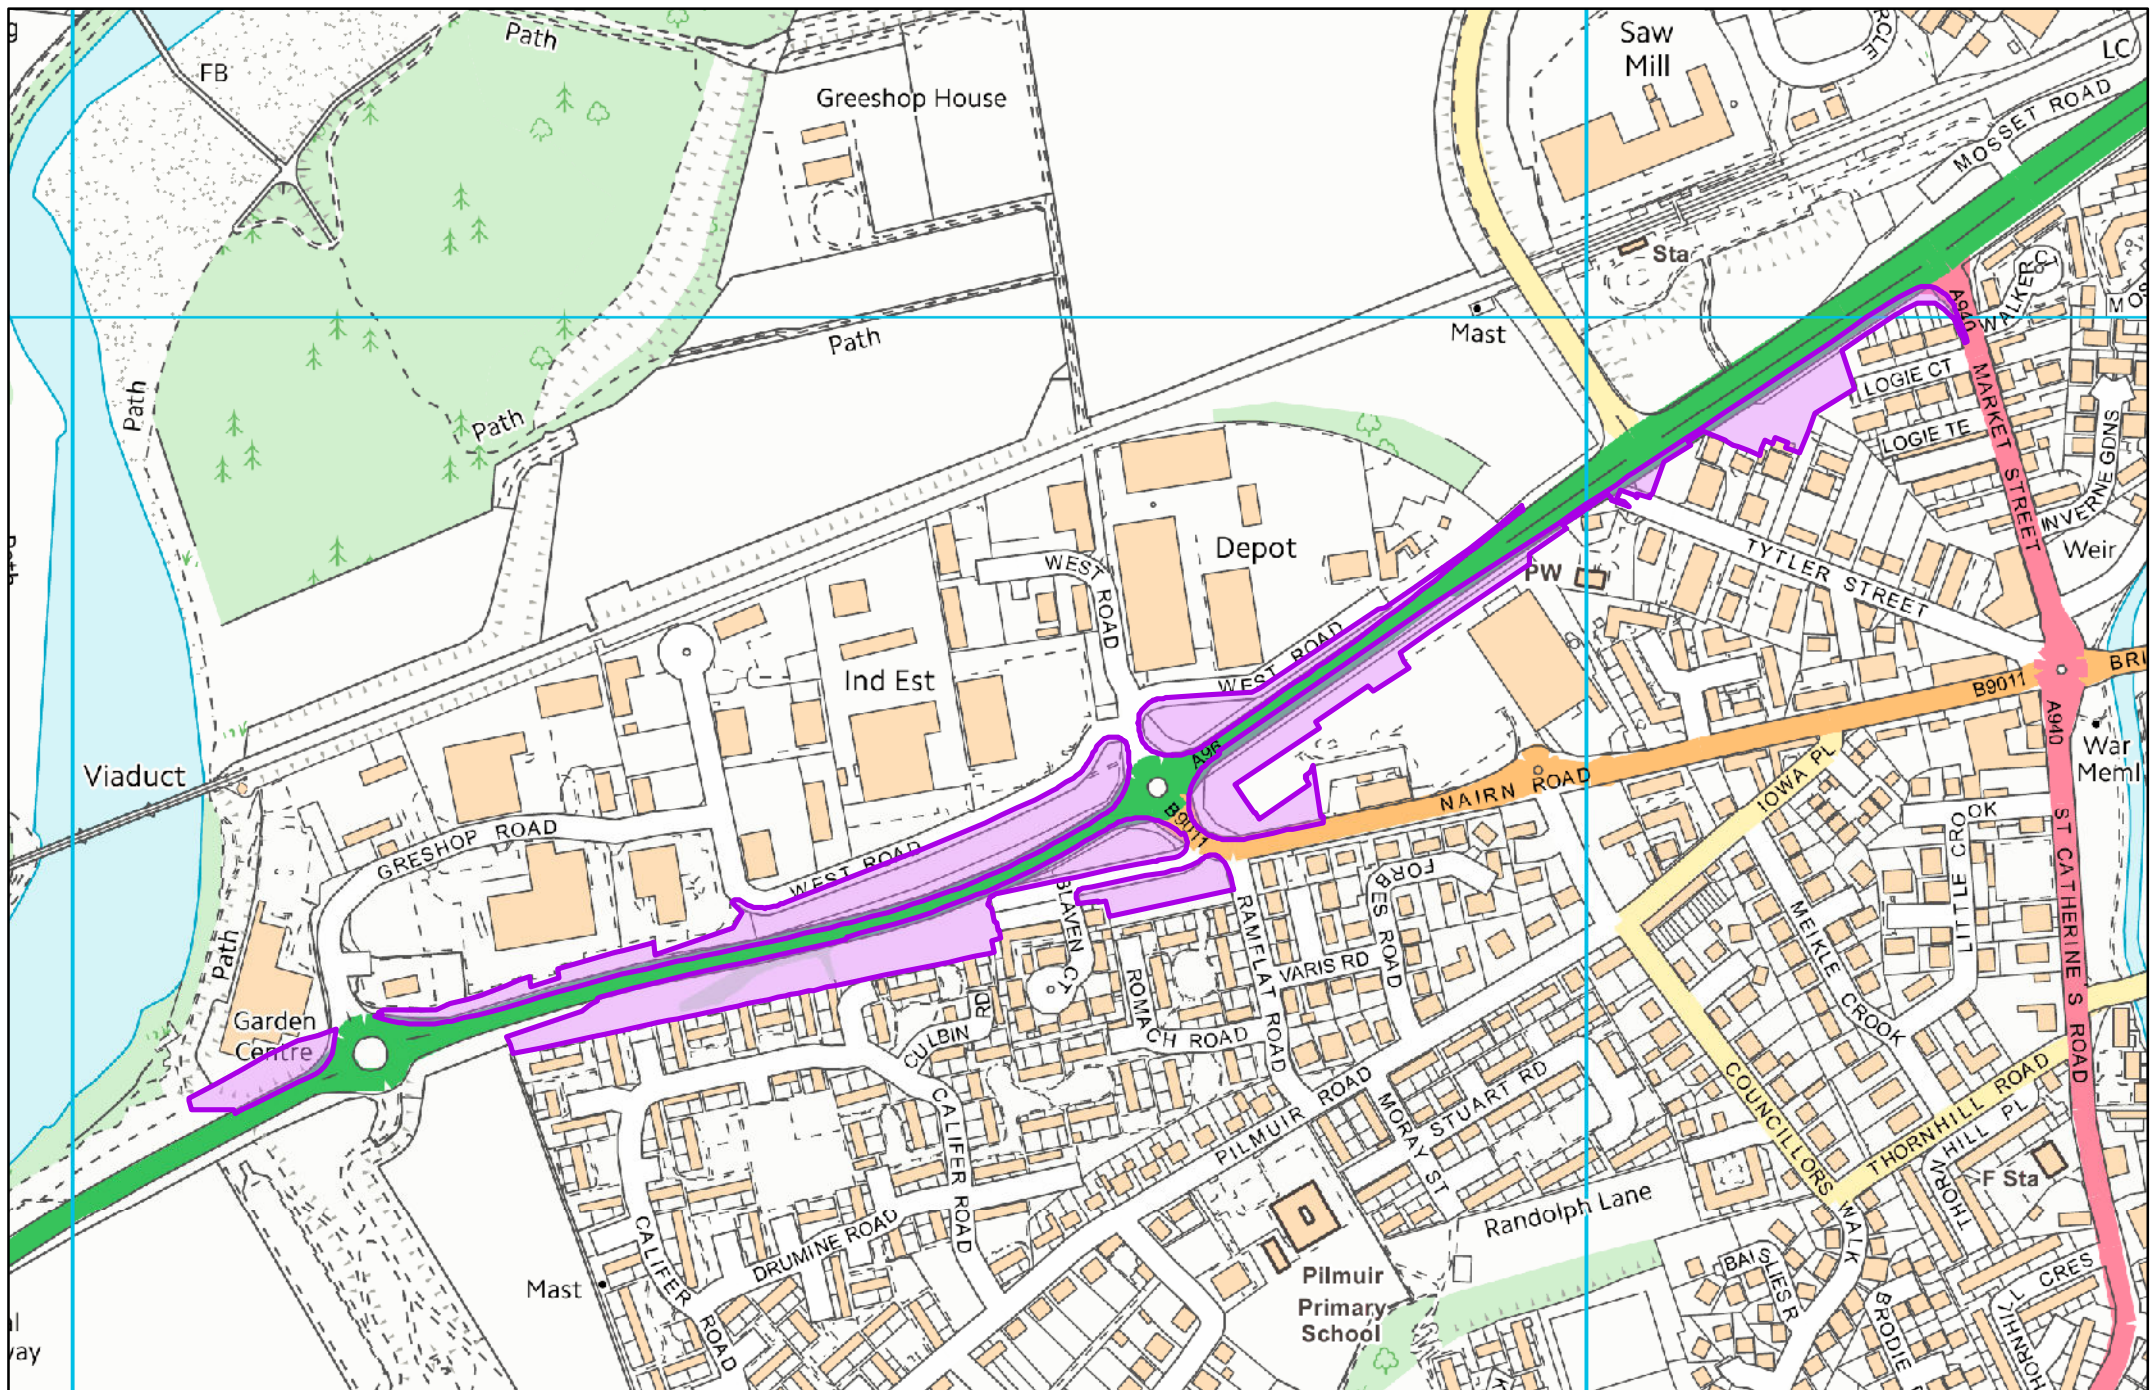 Path
FB
Greeshop House
Saw
Mill
LC
MOSSET ROAD
Sta
Mast
Path
Path
Path
A940
WALKER
LOGIE CT
LOGIE TE
MARKET STREET
INVERNE GDNS
Weir
Depot
WEST ROAD
PW
TYTLER STREET
WEST ROAD
Ind Est
B9011
A940
BRI
Viaduct
A96
NAIRN ROAD
B9011
IOWA PL
War
Meml
GRESHOP ROAD
WEST ROAD
BLAVEN CT
FORBES ROAD
LITTLE CROOK
ST CATHERINE S ROAD
Path
RAMFLAT ROAD
VARIS RD
MEIKLE CROOK
Garden
Centre
CULBIN RD
ROMACH ROAD
CALIFER ROAD
PILMUIR ROAD
MORAY ST
STUART RD
COUNCILLORS WALK
THORNHILL ROAD
THORNHILL PL
F Sta
Randolph Lane
CALIFER ROAD
DRUMINE ROAD
Mast
Pilmuir
Primary
School
BAISLIES R
BRODIE
CRES